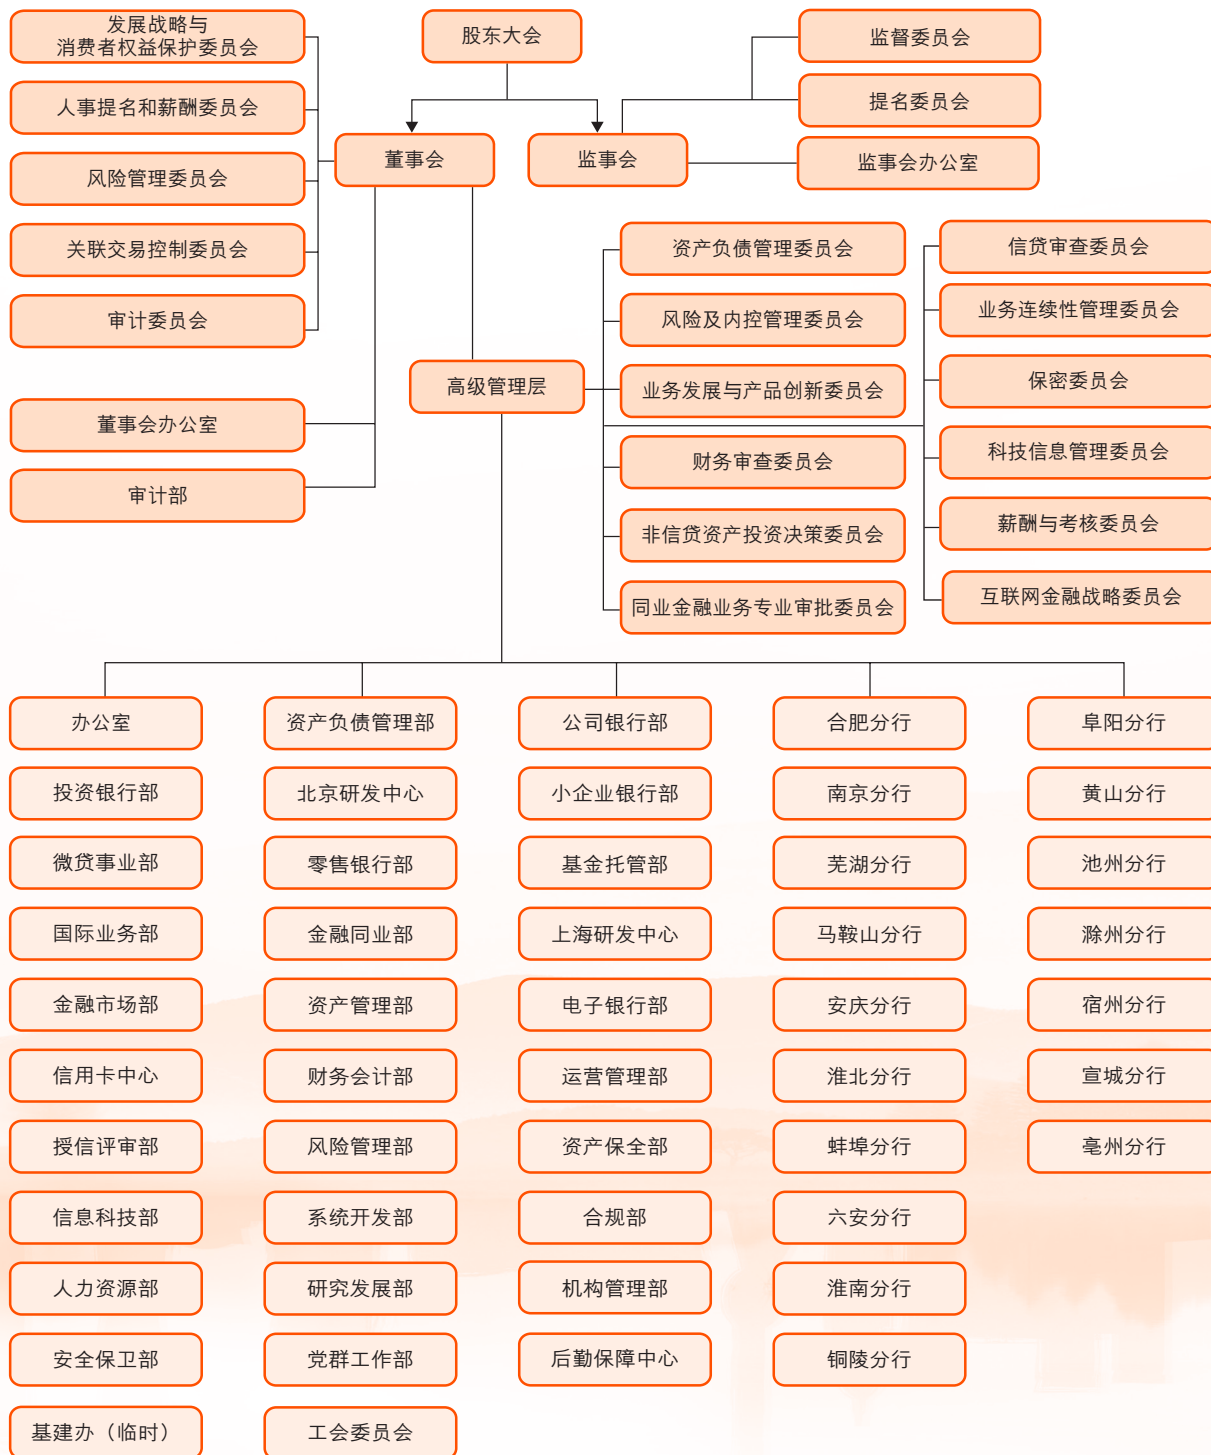 股东大会
董事会
监事会
监督委员会
提名委员会
监事会办公室
发展战略与
消费者权益保护委员会
人事提名和薪酬委员会
风险管理委员会
关联交易控制委员会
审计委员会
董事会办公室
审计部
高级管理层
资产负债管理委员会
风险及内控管理委员会
业务发展与产品创新委员会
财务审查委员会
非信贷资产投资决策委员会
同业金融业务专业审批委员会
信贷审查委员会
业务连续性管理委员会
保密委员会
科技信息管理委员会
薪酬与考核委员会
互联网金融战略委员会
办公室
投资银行部
微贷事业部
国际业务部
金融市场部
信用卡中心
授信评审部
信息科技部
人力资源部
安全保卫部
基建办（临时）
资产负债管理部
北京研发中心
零售银行部
金融同业部
资产管理部
财务会计部
风险管理部
系统开发部
研究发展部
党群工作部
工会委员会
公司银行部
小企业银行部
基金托管部
上海研发中心
电子银行部
运营管理部
资产保全部
合规部
机构管理部
后勤保障中心
合肥分行
南京分行
芜湖分行
马鞍山分行
安庆分行
淮北分行
蚌埠分行
六安分行
淮南分行
铜陵分行
阜阳分行
黄山分行
池州分行
滁州分行
宿州分行
宣城分行
亳州分行